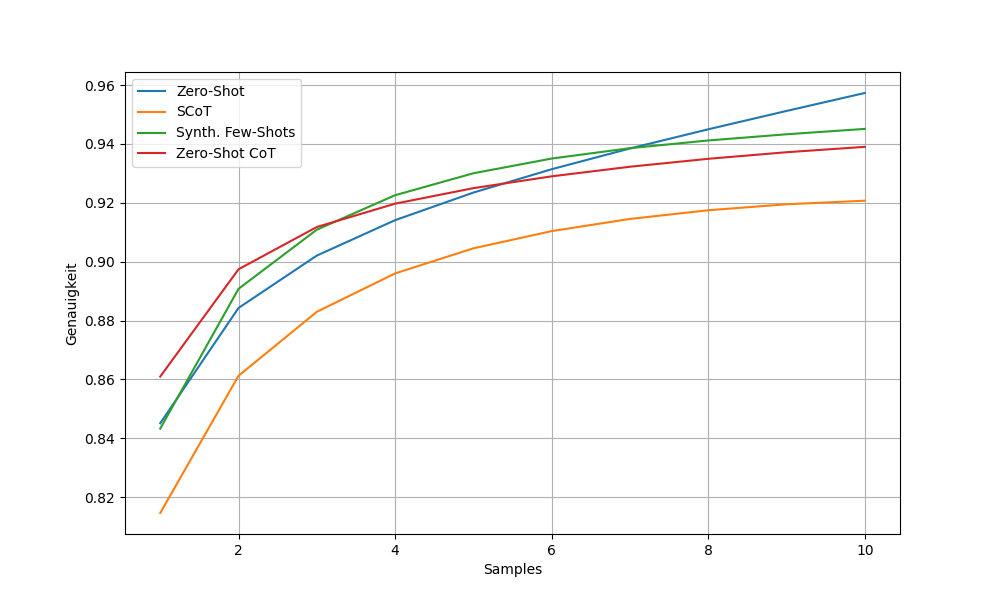 0.96
0.94
0.92
0.90
0.88
0.86
0.84
0.82
Genauigkeit
Zero-Shot
SCoT
Synth. Few-Shots
Zero-Shot CoT
2 4 6 8 10
Samples